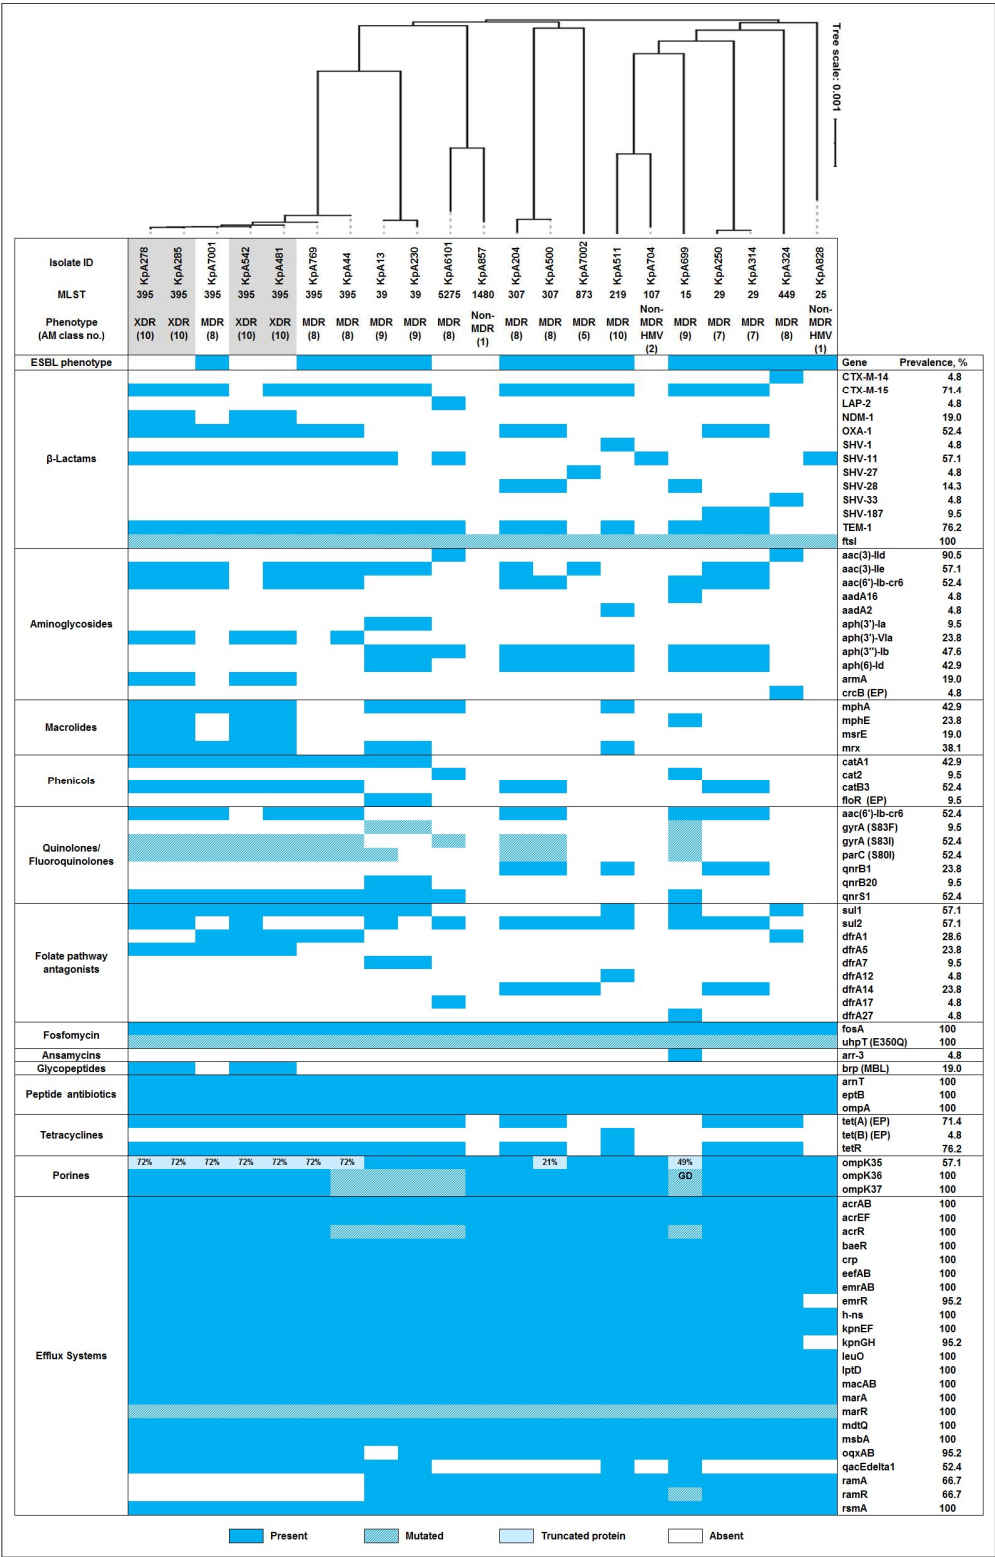 Tree scale: 0.001
Isolate ID KpA278 KpA285 KpA7001 KpA542 KpA481 KpA769 KpA44 KpA13 KpA230 KpA6101 KpA857 KpA204 KpA500 KpA7002 KpA511 KpA704 KpA699 KpA250 KpA314 KpA324 KpA828
MLST 395 395 395 395 395 395 395 39 39 5275 1480 307 307 873 219 107 15 29 29 449 25
Phenotype (AM class no.) XDR (10) XDR (10) MDR (8) XDR (10) XDR (10) MDR (8) MDR (8) MDR (9) MDR (9) MDR (8) Non-MDR (1) MDR (8) MDR (8) MDR (5) MDR (10) Non-MDR HMV (2) MDR (9) MDR (7) MDR (7) MDR (8) Non-MDR HMV (1)
ESBL phenotype Gene Prevalence, %
β-Lactams
CTX-M-14 4.8
CTX-M-15 71.4
LAP-2 4.8
NDM-1 19.0
OXA-1 52.4
SHV-1 4.8
SHV-11 57.1
SHV-27 4.8
SHV-28 14.3
SHV-33 4.8
SHV-187 9.5
TEM-1 76.2
ftsI 100
Aminoglycosides
aac(3)-IId 90.5
aac(3)-IIe 57.1
aac(6')-Ib-cr6 52.4
aadA16 4.8
aadA2 4.8
aph(3')-Ia 9.5
aph(3')-VIa 23.8
aph(3'')-Ib 47.6
aph(6)-Id 42.9
armA 19.0
crcB (EP) 4.8
Macrolides
mphA 42.9
mphE 23.8
msrE 19.0
mrx 38.1
Phenicols
catA1 42.9
cat2 9.5
catB3 52.4
floR (EP) 9.5
Quinolones/
Fluoroquinolones
aac(6')-Ib-cr6 52.4
gyrA (S83F) 9.5
gyrA (S83I) 52.4
parC (S80I) 52.4
qnrB1 23.8
qnrB20 9.5
qnrS1 52.4
Folate pathway
antagonists
sul1 57.1
sul2 57.1
dfrA1 28.6
dfrA5 23.8
dfrA7 9.5
dfrA12 4.8
dfrA14 23.8
dfrA17 4.8
dfrA27 4.8
Fosfomycin
fosA 100
uhpT (E350Q) 100
Ansamycins arr-3 4.8
Glycopeptides brp (MBL) 19.0
Peptide antibiotics
arnT 100
eptB 100
ompA 100
Tetracyclines
tet(A) (EP) 71.4
tet(B) (EP) 4.8
tetR 76.2
Porines
72% 72% 72% 72% 72% 72% 72% 21% 49% ompK35 57.1
GD ompK36 100
ompK37 100
Efflux Systems
acrAB 100
acrEF 100
acrR 100
baeR 100
crp 100
eefAB 100
emrAB 100
emrR 95.2
h-ns 100
kpnEF 100
kpnGH 95.2
leuO 100
lptD 100
macAB 100
marA 100
marR 100
mdtQ 100
msbA 100
oqxAB 95.2
qacEdelta1 52.4
ramA 66.7
ramR 66.7
rsmA 100
Present Mutated Truncated protein Absent